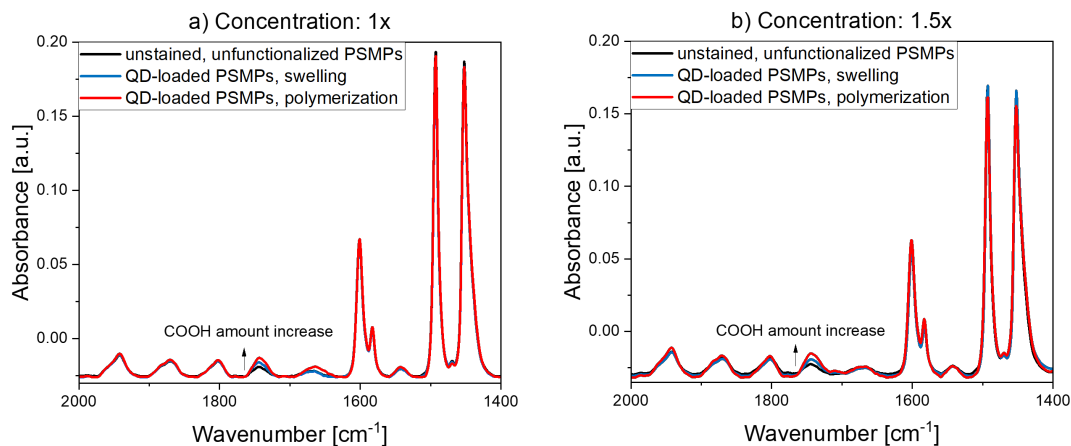 a) Concentration: 1x
unstained, unfunctionalized PSMPs
QD-loaded PSMPs, swelling
QD-loaded PSMPs, polymerization
Absorbance [a.u.]
0.20
0.15
0.10
0.05
0.00
COOH amount increase
2000 1800 1600 1400
Wavenumber [cm⁻¹]
b) Concentration: 1.5x
unstained, unfunctionalized PSMPs
QD-loaded PSMPs, swelling
QD-loaded PSMPs, polymerization
Absorbance [a.u.]
0.20
0.15
0.10
0.05
0.00
COOH amount increase
2000 1800 1600 1400
Wavenumber [cm⁻¹]